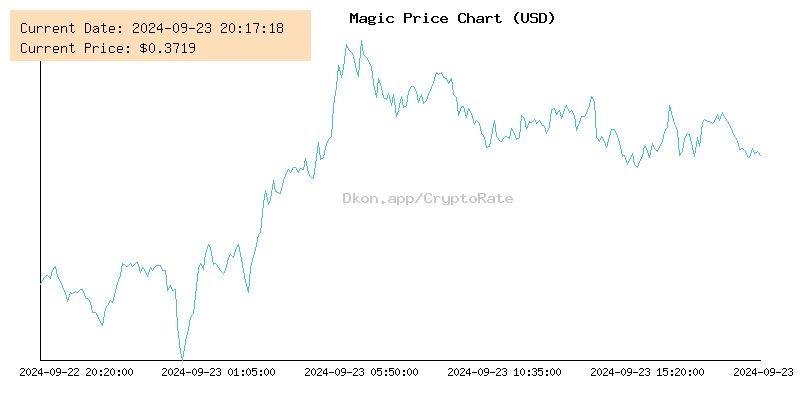 Magic Price Chart (USD)
Current Date: 2024-09-23 20:17:18
Current Price: $0.3719
Dkon.app/CryptoRate
2024-09-22 20:20:00 2024-09-23 01:05:00 2024-09-23 05:50:00 2024-09-23 10:35:00 2024-09-23 15:20:00 2024-09-23